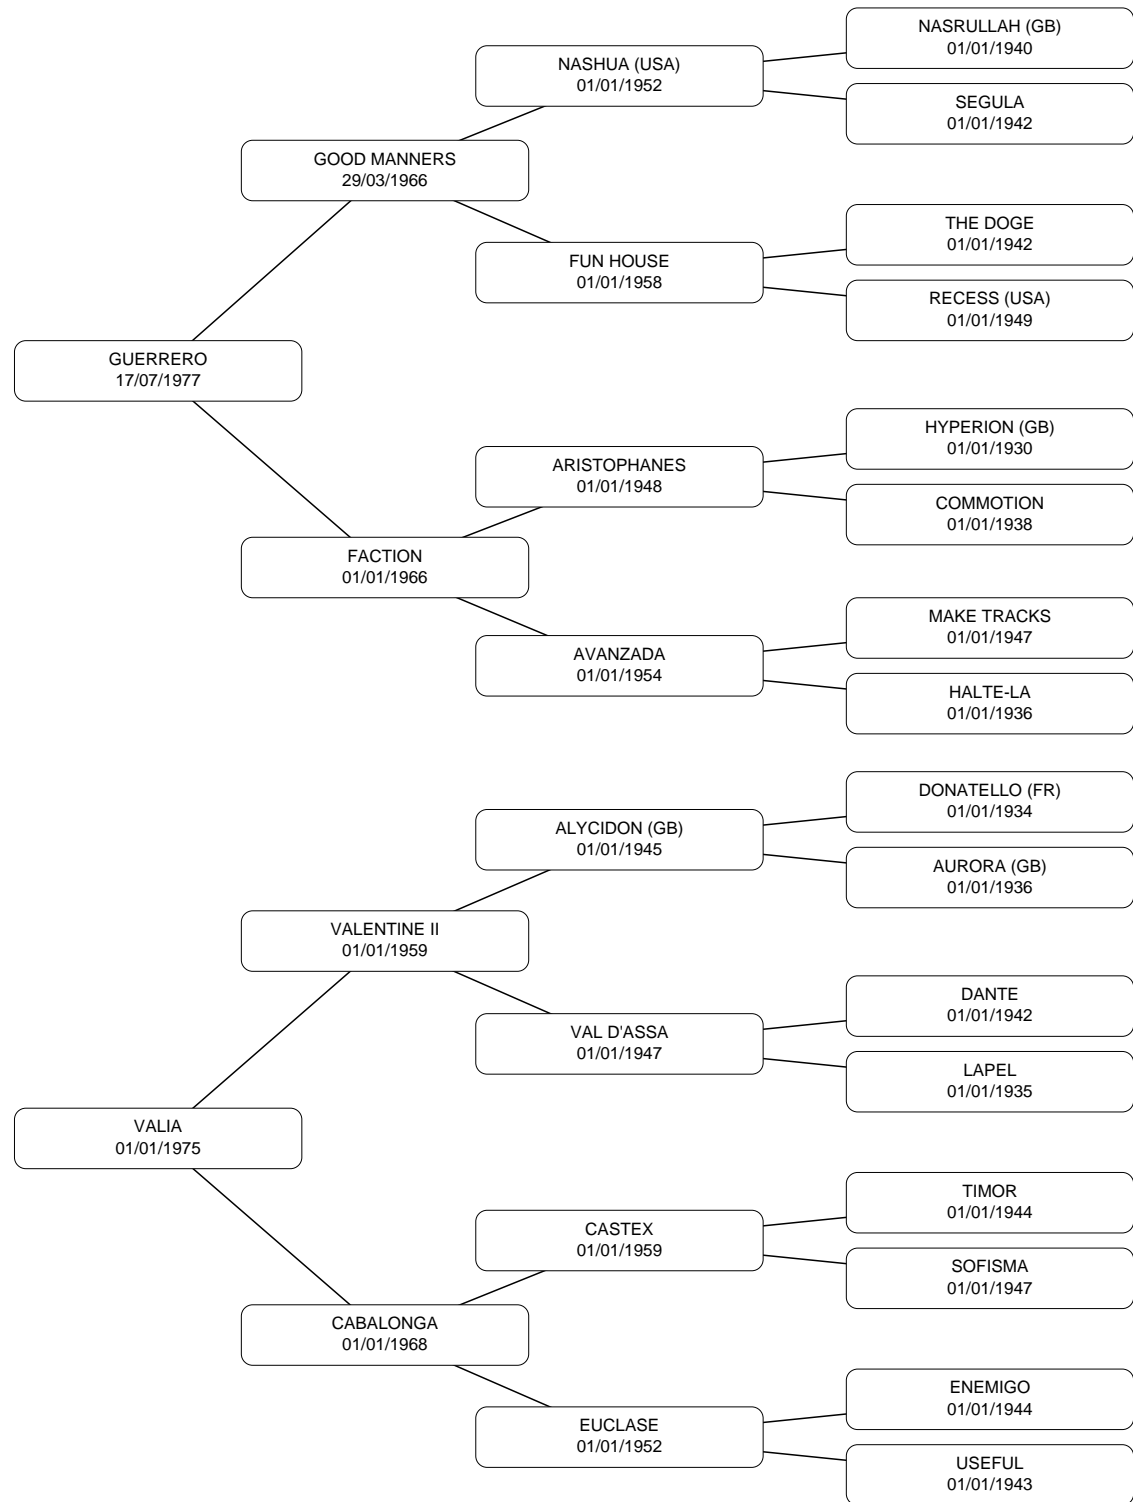 NASRULLAH (GB)
01/01/1940
NASHUA (USA)
01/01/1952
SEGULA
01/01/1942
GOOD MANNERS
29/03/1966
THE DOGE
01/01/1942
FUN HOUSE
01/01/1958
RECESS (USA)
01/01/1949
GUERRERO
17/07/1977
HYPERION (GB)
01/01/1930
ARISTOPHANES
01/01/1948
COMMOTION
01/01/1938
FACTION
01/01/1966
MAKE TRACKS
01/01/1947
AVANZADA
01/01/1954
HALTE-LA
01/01/1936
DONATELLO (FR)
01/01/1934
ALYCIDON (GB)
01/01/1945
AURORA (GB)
01/01/1936
VALENTINE II
01/01/1959
DANTE
01/01/1942
VAL D'ASSA
01/01/1947
LAPEL
01/01/1935
VALIA
01/01/1975
TIMOR
01/01/1944
CASTEX
01/01/1959
SOFISMA
01/01/1947
CABALONGA
01/01/1968
ENEMIGO
01/01/1944
EUCLASE
01/01/1952
USEFUL
01/01/1943